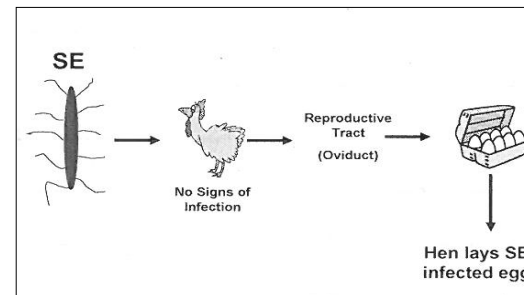 SE
No Signs of
Infection
Reproductive
Tract
(Oviduct)
Hen lays SE
infected egg